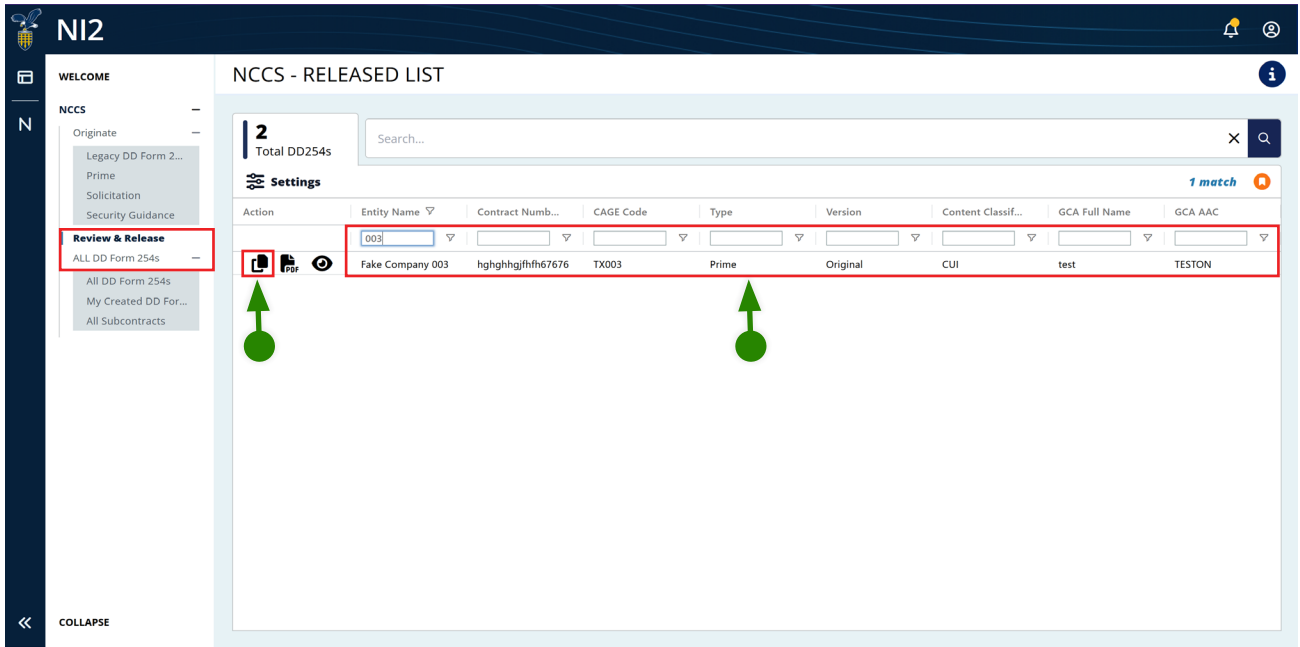 NI2
WELCOME
NCCS
Originate
Legacy DD Form 2...
Prime
Solicitation
Security Guidance
Review & Release
ALL DD Form 254s
All DD Form 254s
My Created DD For...
All Subcontracts
COLLAPSE
N
NCCS - RELEASED LIST
i
2
Total DD254s
Search...
Settings
1 match
Action Entity Name Contract Numb... CAGE Code Type Version Content Classif... GCA Full Name GCA AAC
003
PDF Fake Company 003 hghghhgjfhfh67676 TX003 Prime Original CUI test TESTON